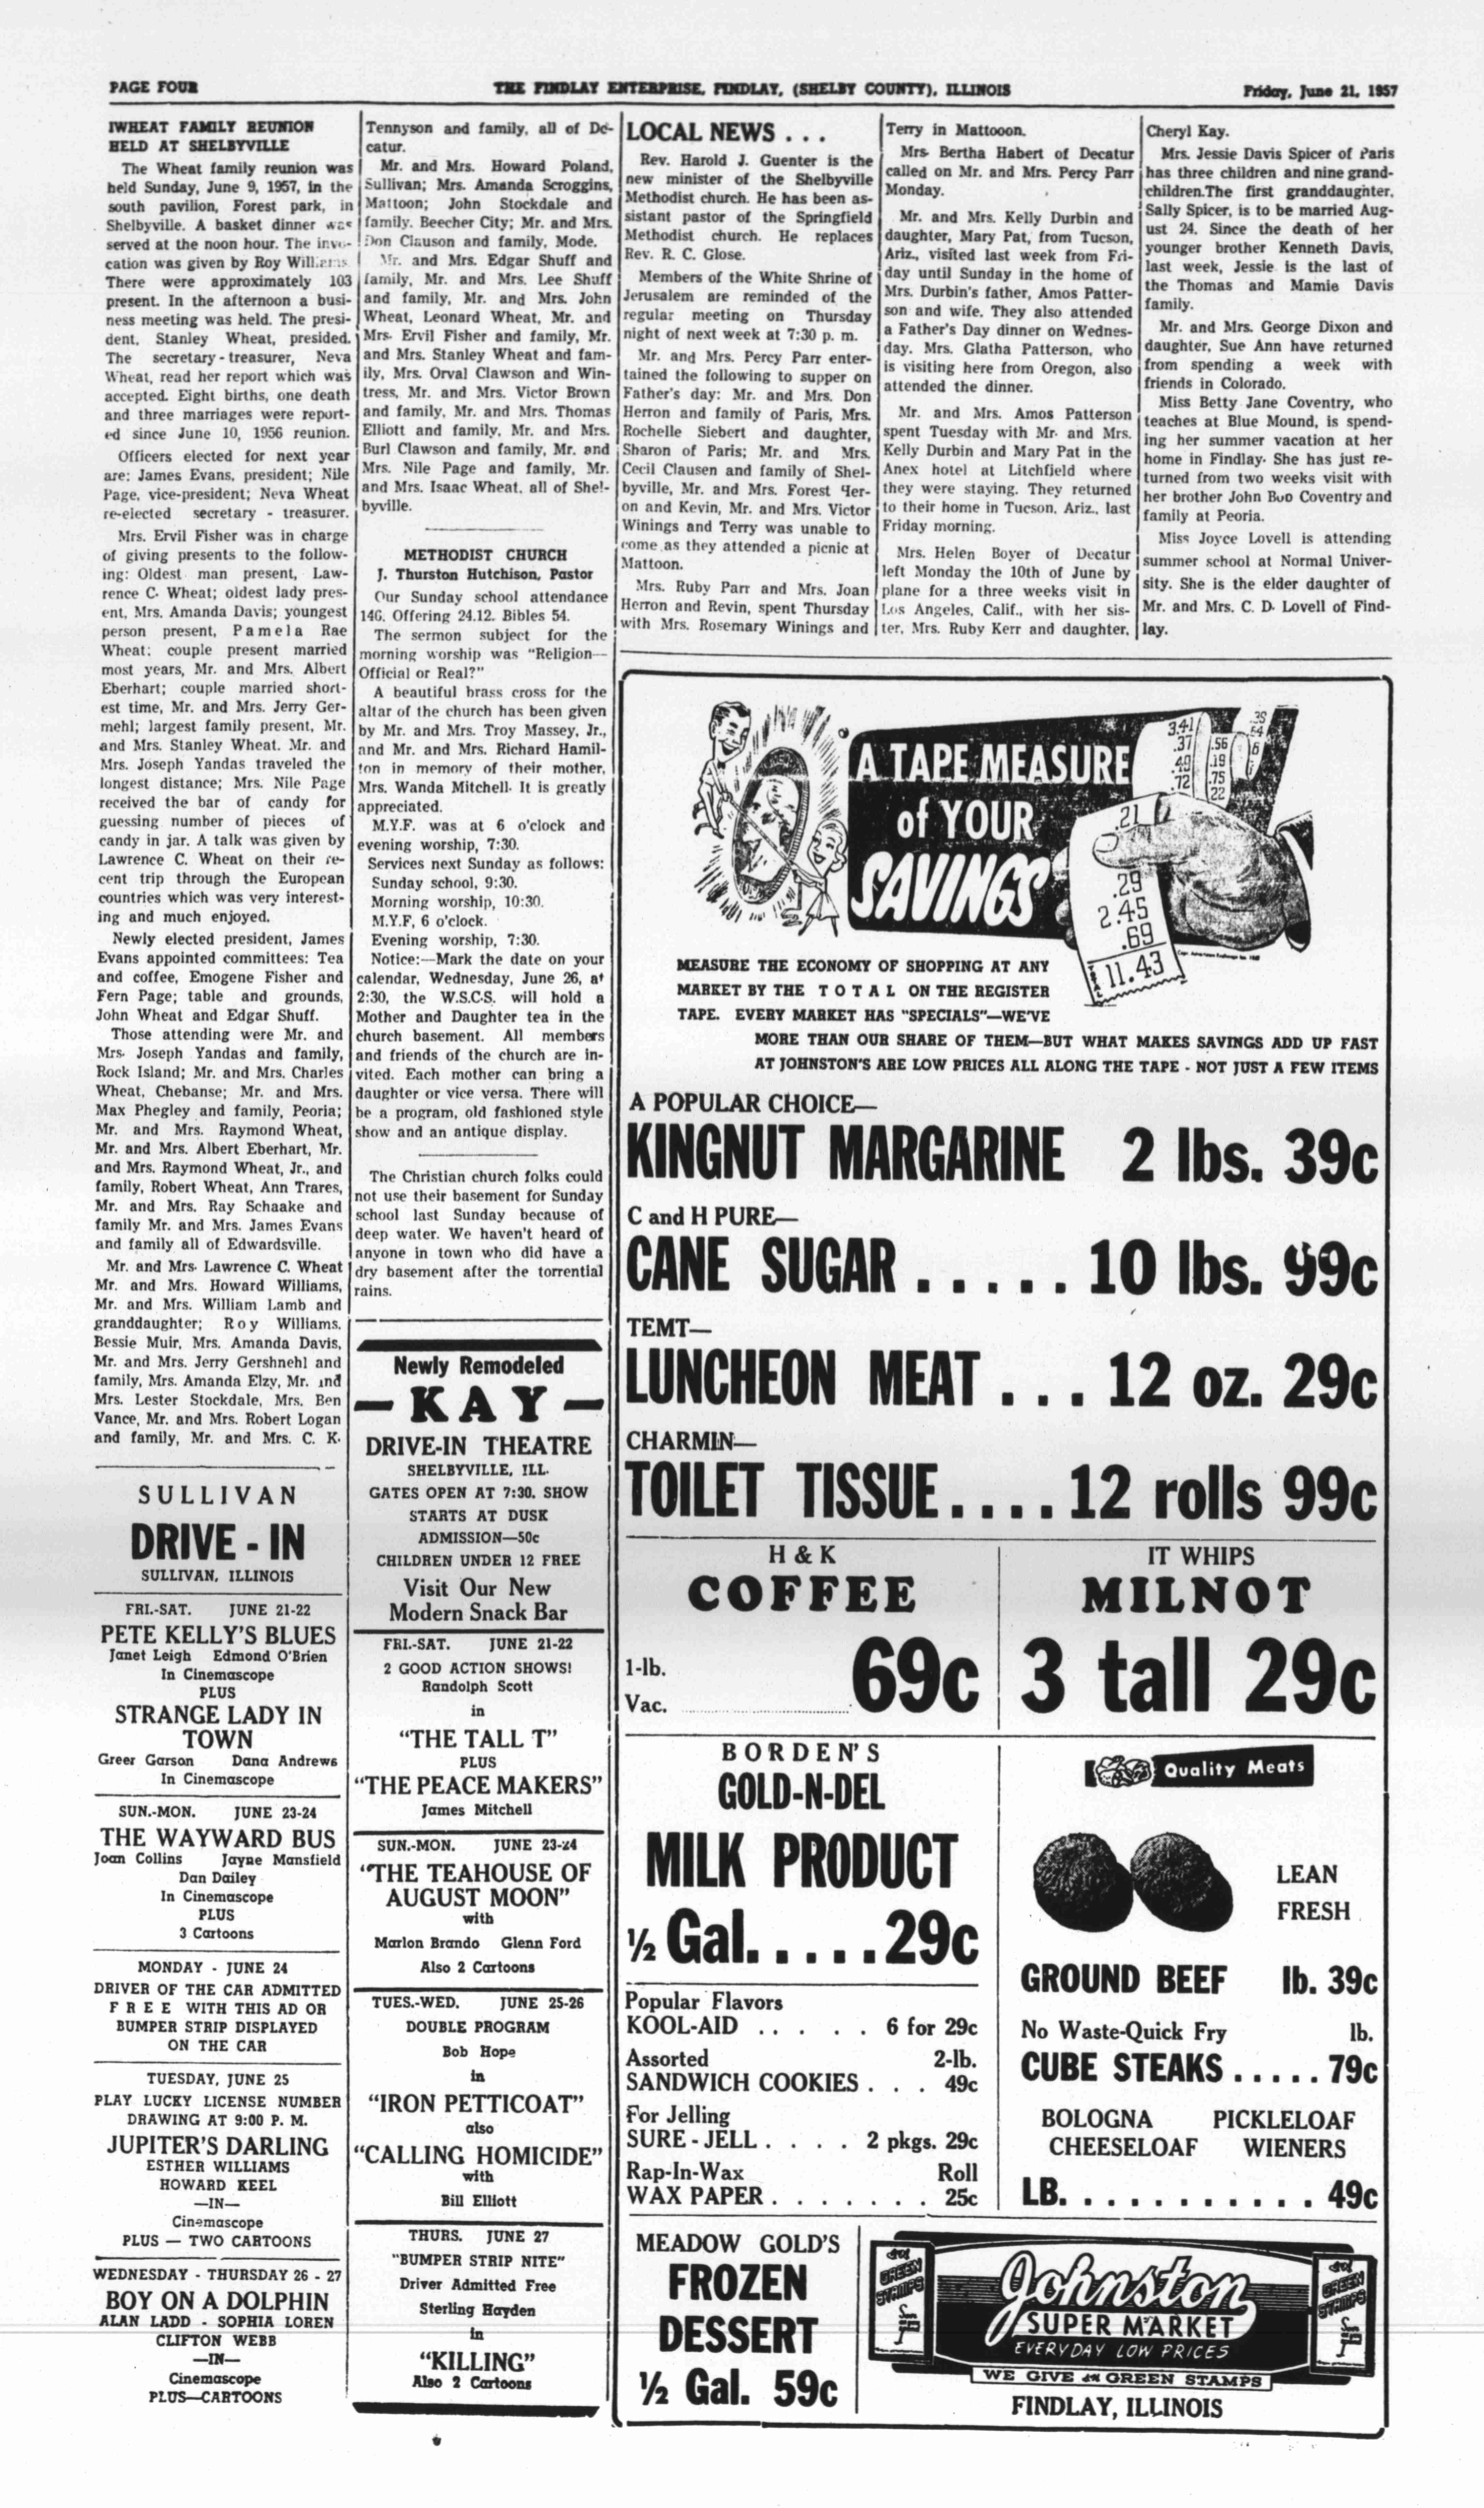 PAGE FOUR
THE FINDLAY ENTERPRISE, FINDLAY, (SHELBY COUNTY), ILLINOIS
Friday, June 21, 1957
IWHEAT FAMILY REUNION
HELD AT SHELBYVILLE
The Wheat family reunion was
held Sunday, June 9, 1957, in the
south pavilion, Forest park, in
Shelbyville. A basket dinner was
served at the noon hour. The invo-
cation was given by Roy Williams.
There were approximately 103
present. In the afternoon a busi-
ness meeting was held. The presi-
dent, Stanley Wheat, presided.
The secretary-treasurer, Neva
Wheat, read her report which was
accepted. Eight births, one death
and three marriages were report-
ed since June 10, 1956 reunion.
Officers elected for next year
are: James Evans, president; Nile
Page, vice-president; Neva Wheat
re-elected secretary - treasurer.
Mrs. Ervil Fisher was in charge
of giving presents to the follow-
ing: Oldest man present, Law-
rence C. Wheat; oldest lady pres-
ent, Mrs. Amanda Davis; youngest
person present, Pamela Rae
Wheat; couple present married
most years, Mr. and Mrs. Albert
Eberhart; couple married short-
est time, Mr. and Mrs. Jerry Ger-
mehl; largest family present, Mr.
and Mrs. Stanley Wheat. Mr. and
Mrs. Joseph Yandas traveled the
longest distance; Mrs. Nile Page
received the bar of candy for
guessing number of pieces of
candy in jar. A talk was given by
Lawrence C. Wheat on their re-
cent trip through the European
countries which was very interest-
ing and much enjoyed.
Newly elected president, James
Evans appointed committees: Tea
and coffee, Emogene Fisher and
Fern Page; table and grounds,
John Wheat and Edgar Shuff.
Those attending were Mr. and
Mrs. Joseph Yandas and family,
Rock Island; Mr. and Mrs. Charles
Wheat, Chebanse; Mr. and Mrs.
Max Phegley and family, Peoria;
Mr. and Mrs. Raymond Wheat,
Mr. and Mrs. Albert Eberhart, Mr.
and Mrs. Raymond Wheat, Jr., and
family, Robert Wheat, Ann Trares,
Mr. and Mrs. Ray Schaake and
family Mr. and Mrs. James Evans
and family all of Edwardsville.
Mr. and Mrs. Lawrence C. Wheat
Mr. and Mrs. Howard Williams,
Mr. and Mrs. William Lamb and
granddaughter; Roy Williams,
Bessie Muir, Mrs. Amanda Davis,
Mr. and Mrs. Jerry Gershnehl and
family, Mrs. Amanda Elzy, Mr. and
Mrs. Lester Stockdale, Mrs. Ben
Vance, Mr. and Mrs. Robert Logan
and family, Mr. and Mrs. C. K.
Tennyson and family, all of De-
catur.
Mr. and Mrs. Howard Poland,
Sullivan; Mrs. Amanda Scroggins,
Mattoon; John Stockdale and
family. Beecher City; Mr. and Mrs.
Don Clauson and family, Mode.
Mr. and Mrs. Edgar Shuff and
family, Mr. and Mrs. Lee Shuff
and family, Mr. and Mrs. John
Wheat, Leonard Wheat, Mr. and
Mrs. Ervil Fisher and family, Mr.
and Mrs. Stanley Wheat and fam-
ily, Mrs. Orval Clawson and Win-
tress, Mr. and Mrs. Victor Brown
and family, Mr. and Mrs. Thomas
Elliott and family, Mr. and Mrs.
Burl Clawson and family, Mr. and
Mrs. Nile Page and family, Mr.
and Mrs. Isaac Wheat, all of Shel-
byville.
METHODIST CHURCH
J. Thurston Hutchison, Pastor
Our Sunday school attendance
146. Offering 24.12. Bibles 54.
The sermon subject for the
morning worship was "Religion—
Official or Real?"
A beautiful brass cross for the
altar of the church has been given
by Mr. and Mrs. Troy Massey, Jr.,
and Mr. and Mrs. Richard Hamil-
ton in memory of their mother,
Mrs. Wanda Mitchell. It is greatly
appreciated.
M.Y.F. was at 6 o'clock and
evening worship, 7:30.
Services next Sunday as follows:
Sunday school, 9:30.
Morning worship, 10:30.
M.Y.F, 6 o'clock.
Evening worship, 7:30.
Notice:—Mark the date on your
calendar, Wednesday, June 26, at
2:30, the W.S.C.S. will hold a
Mother and Daughter tea in the
church basement. All members
and friends of the church are in-
vited. Each mother can bring a
daughter or vice versa. There will
be a program, old fashioned style
show and an antique display.
The Christian church folks could
not use their basement for Sunday
school last Sunday because of
deep water. We haven't heard of
anyone in town who did have a
dry basement after the torrential
rains.
LOCAL NEWS . . .
Rev. Harold J. Guenter is the
new minister of the Shelbyville
Methodist church. He has been as-
sistant pastor of the Springfield
Methodist church. He replaces
Rev. R. C. Glose.
Members of the White Shrine of
Jerusalem are reminded of the
regular meeting on Thursday
night of next week at 7:30 p. m.
Mr. and Mrs. Percy Parr enter-
tained the following to supper on
Father's day: Mr. and Mrs. Don
Herron and family of Paris, Mrs.
Rochelle Siebert and daughter,
Sharon of Paris; Mr. and Mrs.
Cecil Clausen and family of Shel-
byville, Mr. and Mrs. Forest Her-
on and Kevin, Mr. and Mrs. Victor
Winings and Terry was unable to
come as they attended a picnic at
Mattoon.
Mrs. Ruby Parr and Mrs. Joan
Herron and Revin, spent Thursday
with Mrs. Rosemary Winings and
Terry in Mattooon.
Mrs. Bertha Habert of Decatur
called on Mr. and Mrs. Percy Parr
Monday.
Mr. and Mrs. Kelly Durbin and
daughter, Mary Pat, from Tucson,
Ariz., visited last week from Fri-
day until Sunday in the home of
Mrs. Durbin's father, Amos Patter-
son and wife. They also attended
a Father's Day dinner on Wednes-
day. Mrs. Glatha Patterson, who
is visiting here from Oregon, also
attended the dinner.
Mr. and Mrs. Amos Patterson
spent Tuesday with Mr. and Mrs.
Kelly Durbin and Mary Pat in the
Anex hotel at Litchfield where
they were staying. They returned
to their home in Tucson, Ariz., last
Friday morning.
Mrs. Helen Boyer of Decatur
left Monday the 10th of June by
plane for a three weeks visit in
Los Angeles, Calif., with her sis-
ter, Mrs. Ruby Kerr and daughter,
Cheryl Kay.
Mrs. Jessie Davis Spicer of Paris
has three children and nine grand-
children.The first granddaughter,
Sally Spicer, is to be married Aug-
ust 24. Since the death of her
younger brother Kenneth Davis,
last week, Jessie is the last of
the Thomas and Mamie Davis
family.
Mr. and Mrs. George Dixon and
daughter, Sue Ann have returned
from spending a week with
friends in Colorado.
Miss Betty Jane Coventry, who
teaches at Blue Mound, is spend-
ing her summer vacation at her
home in Findlay. She has just re-
turned from two weeks visit with
her brother John Buo Coventry and
family at Peoria.
Miss Joyce Lovell is attending
summer school at Normal Univer-
sity. She is the elder daughter of
Mr. and Mrs. C. D. Lovell of Find-
lay.
SULLIVAN
DRIVE - IN
SULLIVAN, ILLINOIS
FRI.-SAT. JUNE 21-22
PETE KELLY'S BLUES
Janet Leigh Edmond O'Brien
In Cinemascope
PLUS
STRANGE LADY IN
TOWN
Greer Garson Dana Andrews
In Cinemascope
SUN.-MON. JUNE 23-24
THE WAYWARD BUS
Joan Collins Jayne Mansfield
Dan Dailey
In Cinemascope
PLUS
3 Cartoons
MONDAY - JUNE 24
DRIVER OF THE CAR ADMITTED
FREE WITH THIS AD OR
BUMPER STRIP DISPLAYED
ON THE CAR
TUESDAY, JUNE 25
PLAY LUCKY LICENSE NUMBER
DRAWING AT 9:00 P. M.
JUPITER'S DARLING
ESTHER WILLIAMS
HOWARD KEEL
—IN—
Cinemascope
PLUS — TWO CARTOONS
WEDNESDAY - THURSDAY 26 - 27
BOY ON A DOLPHIN
ALAN LADD - SOPHIA LOREN
CLIFTON WEBB
—IN—
Cinemascope
PLUS—CARTOONS
Newly Remodeled
— KAY —
DRIVE-IN THEATRE
SHELBYVILLE, ILL.
GATES OPEN AT 7:30. SHOW
STARTS AT DUSK
ADMISSION—50c
CHILDREN UNDER 12 FREE
Visit Our New
Modern Snack Bar
FRI.-SAT. JUNE 21-22
2 GOOD ACTION SHOWS!
Randolph Scott
in
"THE TALL T"
PLUS
"THE PEACE MAKERS"
James Mitchell
SUN.-MON. JUNE 23-24
"THE TEAHOUSE OF
AUGUST MOON"
with
Marlon Brando Glenn Ford
Also 2 Cartoons
TUES.-WED. JUNE 25-26
DOUBLE PROGRAM
Bob Hope
in
"IRON PETTICOAT"
also
"CALLING HOMICIDE"
with
Bill Elliott
THURS. JUNE 27
"BUMPER STRIP NITE"
Driver Admitted Free
Sterling Hayden
in
"KILLING"
Also 2 Cartoons
A TAPE MEASURE
of YOUR
SAVINGS
3.41
.37
.49
.72
.56
.19
.75
.22
.21
.29
2.45
.69
11.43
MEASURE THE ECONOMY OF SHOPPING AT ANY
MARKET BY THE TOTAL ON THE REGISTER
TAPE. EVERY MARKET HAS "SPECIALS"—WE'VE
MORE THAN OUR SHARE OF THEM—BUT WHAT MAKES SAVINGS ADD UP FAST
AT JOHNSTON'S ARE LOW PRICES ALL ALONG THE TAPE - NOT JUST A FEW ITEMS
A POPULAR CHOICE—
KINGNUT MARGARINE 2 lbs. 39c
C and H PURE—
CANE SUGAR . . . . . 10 lbs. 99c
TEMT—
LUNCHEON MEAT . . . 12 oz. 29c
CHARMIN—
TOILET TISSUE . . . . 12 rolls 99c
H & K
COFFEE
1-lb.
Vac. 69c
IT WHIPS
MILNOT
3 tall 29c
BORDEN'S
GOLD-N-DEL
MILK PRODUCT
½ Gal. . . . . 29c
Popular Flavors
KOOL-AID . . . . . 6 for 29c
Assorted 2-lb.
SANDWICH COOKIES . . . 49c
For Jelling
SURE - JELL . . . . 2 pkgs. 29c
Rap-In-Wax Roll
WAX PAPER . . . . . . . 25c
Quality Meats
LEAN
FRESH
GROUND BEEF lb. 39c
No Waste-Quick Fry lb.
CUBE STEAKS . . . . . 79c
BOLOGNA PICKLELOAF
CHEESELOAF WIENERS
LB. . . . . . . . . . . . 49c
MEADOW GOLD'S
FROZEN
DESSERT
½ Gal. 59c
S&H
GREEN
STAMPS
Johnston
SUPER MARKET
EVERYDAY LOW PRICES
WE GIVE S&H GREEN STAMPS
S&H
GREEN
STAMPS
FINDLAY, ILLINOIS